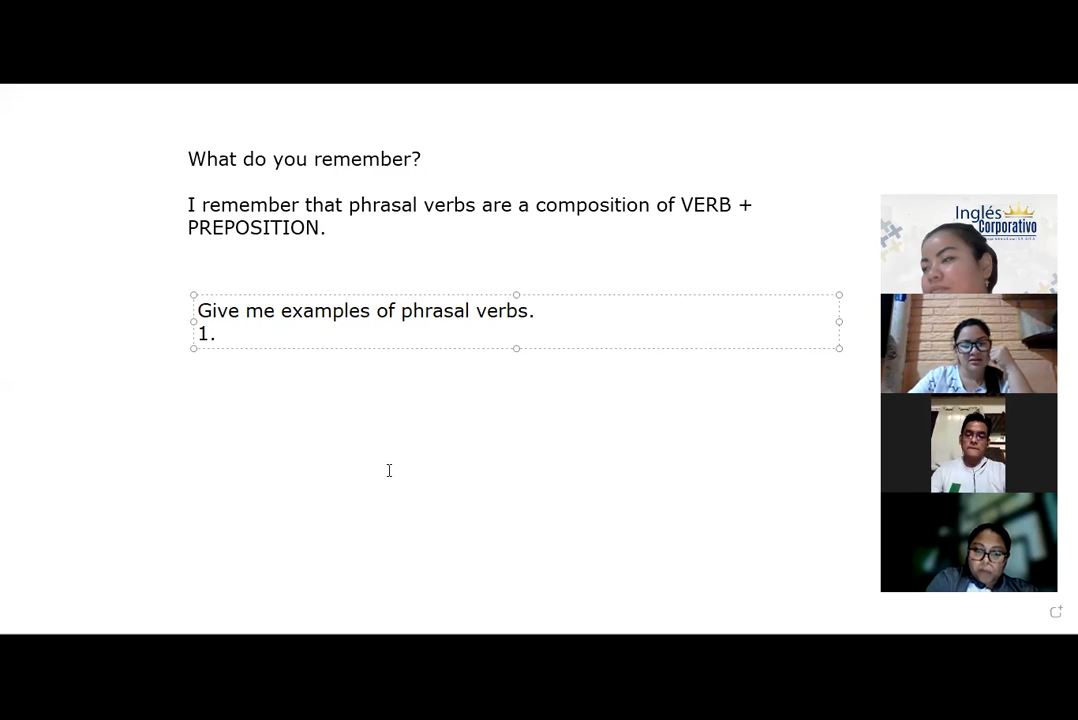 What do you remember?
I remember that phrasal verbs are a composition of VERB +
PREPOSITION.
Give me examples of phrasal verbs.
1.
Inglés
Corporativo